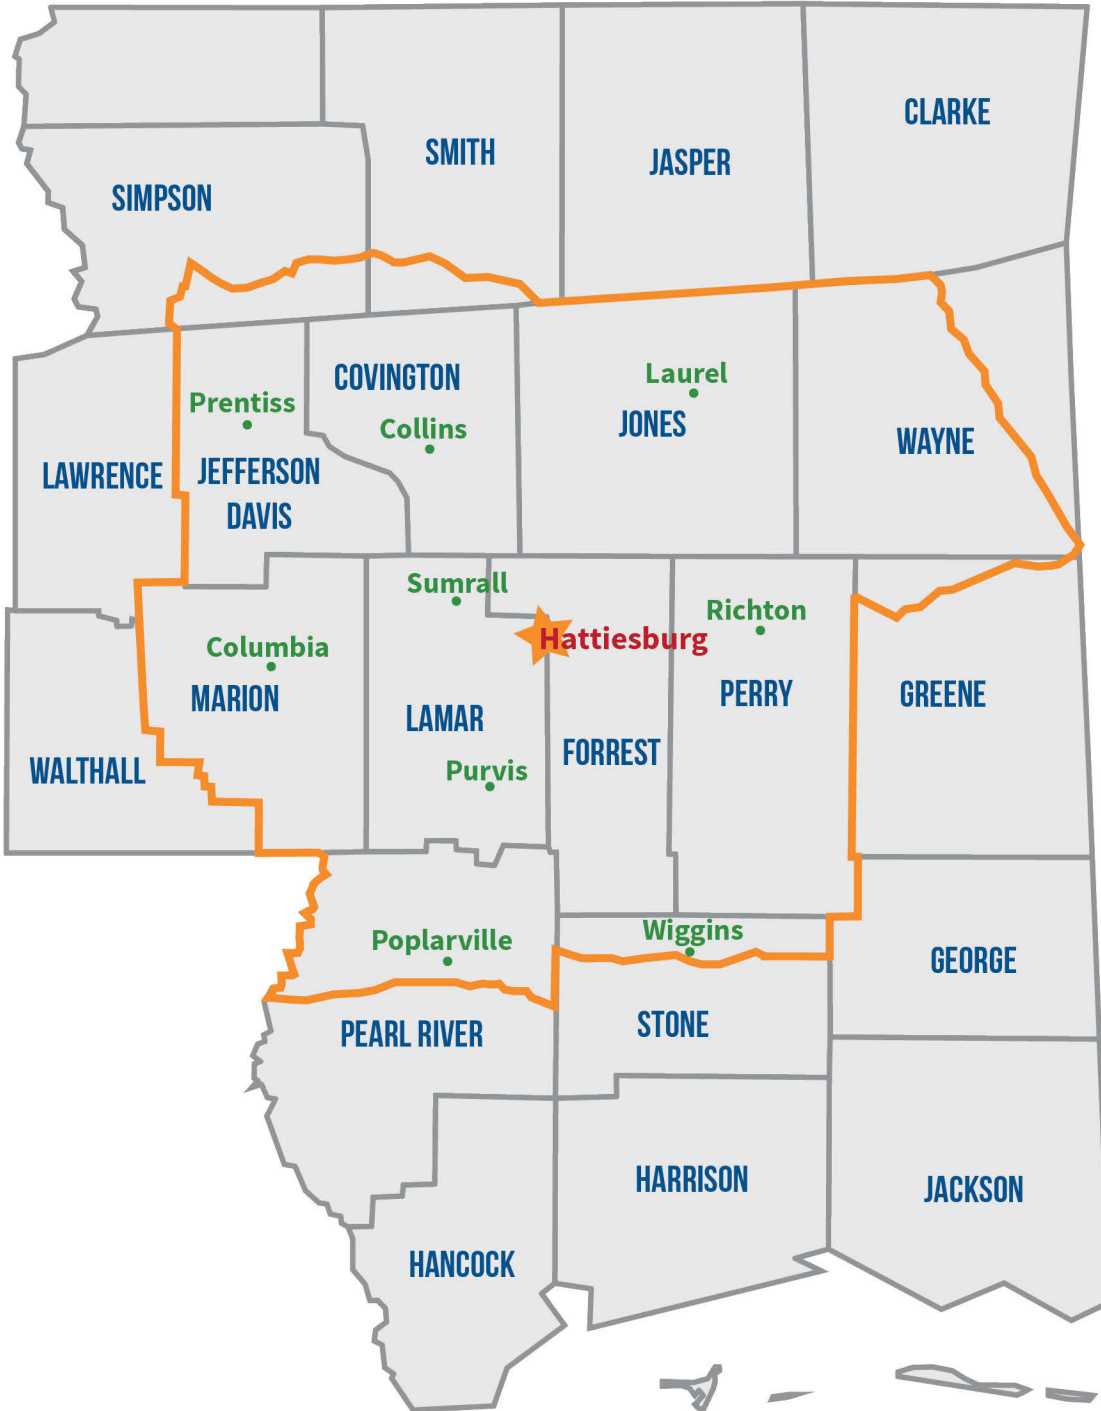 CLARKE
SMITH
JASPER
SIMPSON
Laurel
COVINGTON
Prentiss
JONES
Collins
WAYNE
LAWRENCE
JEFFERSON
DAVIS
Sumrall
Richton
Hattiesburg
Columbia
MARION
PERRY
GREENE
LAMAR
FORREST
WALTHALL
Purvis
Wiggins
Poplarville
GEORGE
STONE
PEARL RIVER
HARRISON
JACKSON
HANCOCK